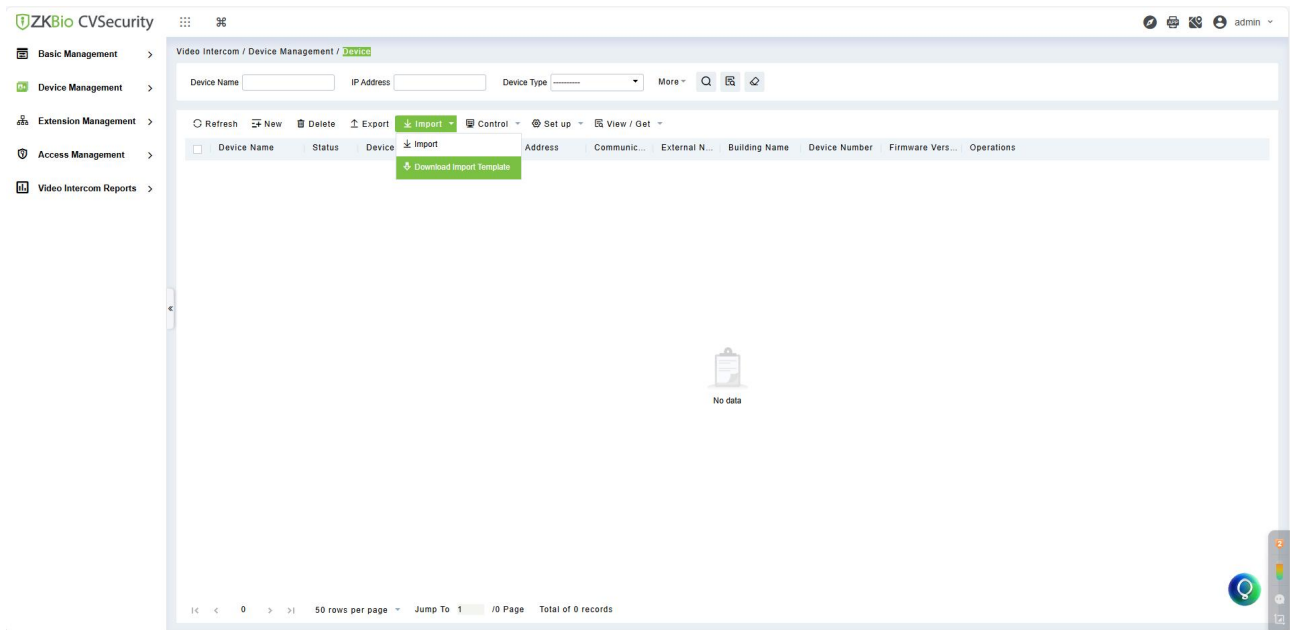 ZKBio CVSecurity
admin
Basic Management
Device Management
Extension Management
Access Management
Video Intercom Reports
Video Intercom / Device Management / Device
Device Name IP Address Device Type ---------- More
Refresh New Delete Export Import Control Set up View / Get
Device Name Status Device Address Communic... External N... Building Name Device Number Firmware Vers... Operations
Import
Download Import Template
No data
0 50 rows per page Jump To 1 /0 Page Total of 0 records
2